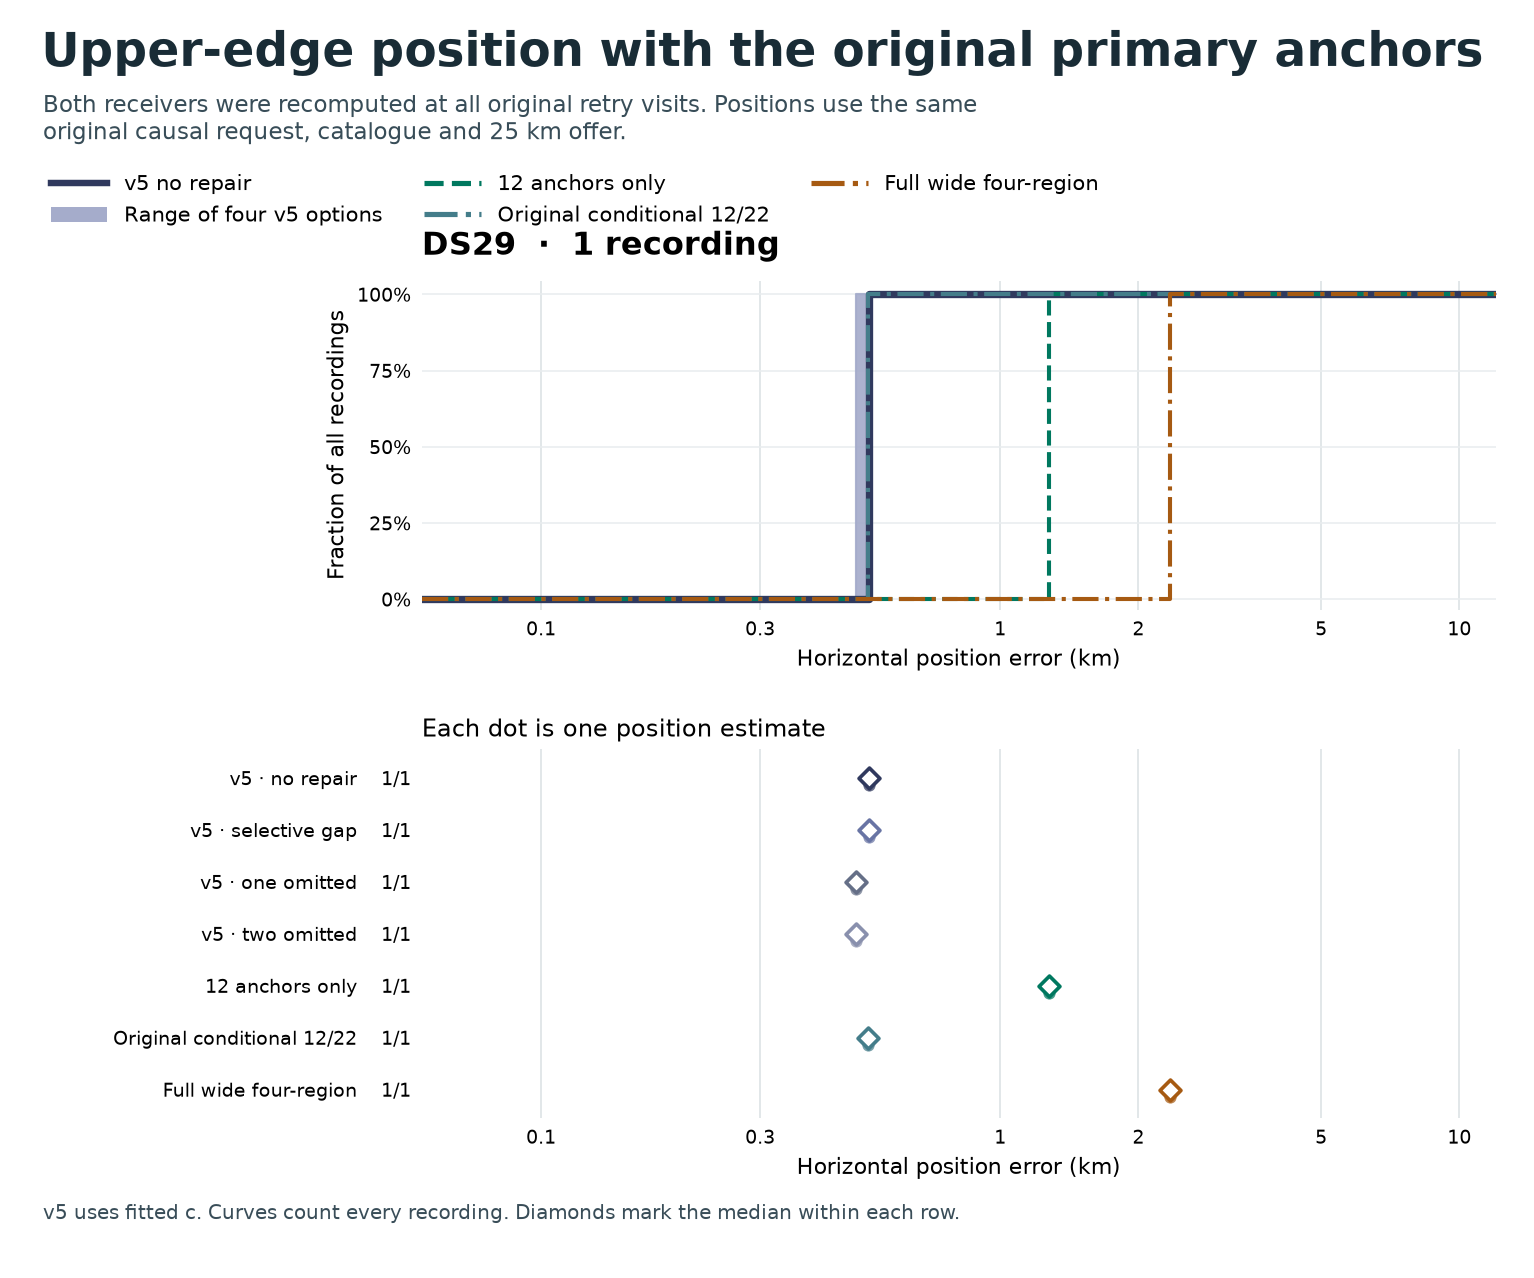 Upper-edge position with the original primary anchors
Both receivers were recomputed at all original retry visits. Positions use the same
original causal request, catalogue and 25 km offer.
v5 no repair
12 anchors only
Full wide four-region
Range of four v5 options
Original conditional 12/22
DS29 · 1 recording
Fraction of all recordings
100%
75%
50%
25%
0%
0.1 0.3 1 2 5 10
Horizontal position error (km)
Each dot is one position estimate
v5 · no repair 1/1
v5 · selective gap 1/1
v5 · one omitted 1/1
v5 · two omitted 1/1
12 anchors only 1/1
Original conditional 12/22 1/1
Full wide four-region 1/1
0.1 0.3 1 2 5 10
Horizontal position error (km)
v5 uses fitted c. Curves count every recording. Diamonds mark the median within each row.